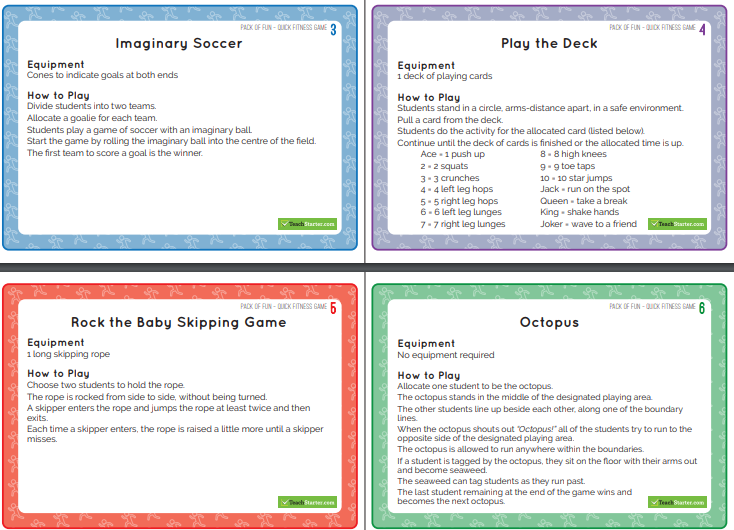 PACK OF FUN - QUICK FITNESS GAME 3
Imaginary Soccer
Equipment
Cones to indicate goals at both ends
How to Play
Divide students into two teams.
Allocate a goalie for each team.
Students play a game of soccer with an imaginary ball.
Start the game by rolling the imaginary ball into the centre of the field.
The first team to score a goal is the winner.
TeachStarter.com
PACK OF FUN - QUICK FITNESS GAME 4
Play the Deck
Equipment
1 deck of playing cards
How to Play
Students stand in a circle, arms-distance apart, in a safe environment.
Pull a card from the deck.
Students do the activity for the allocated card (listed below).
Continue until the deck of cards is finished or the allocated time is up.
Ace = 1 push up
2 = 2 squats
3 = 3 crunches
4 = 4 left leg hops
5 = 5 right leg hops
6 = 6 left leg lunges
7 = 7 right leg lunges
8 = 8 high knees
9 = 9 toe taps
10 = 10 star jumps
Jack = run on the spot
Queen = take a break
King = shake hands
Joker = wave to a friend
TeachStarter.com
PACK OF FUN - QUICK FITNESS GAME 5
Rock the Baby Skipping Game
Equipment
1 long skipping rope
How to Play
Choose two students to hold the rope.
The rope is rocked from side to side, without being turned.
A skipper enters the rope and jumps the rope at least twice and then
exits.
Each time a skipper enters, the rope is raised a little more until a skipper
misses.
TeachStarter.com
PACK OF FUN - QUICK FITNESS GAME 6
Octopus
Equipment
No equipment required
How to Play
Allocate one student to be the octopus.
The octopus stands in the middle of the designated playing area.
The other students line up beside each other, along one of the boundary
lines.
When the octopus shouts out "Octopus!" all of the students try to run to the
opposite side of the designated playing area.
The octopus is allowed to run anywhere within the boundaries.
If a student is tagged by the octopus, they sit on the floor with their arms out
and become seaweed.
The seaweed can tag students as they run past.
The last student remaining at the end of the game wins and
becomes the next octopus.
TeachStarter.com